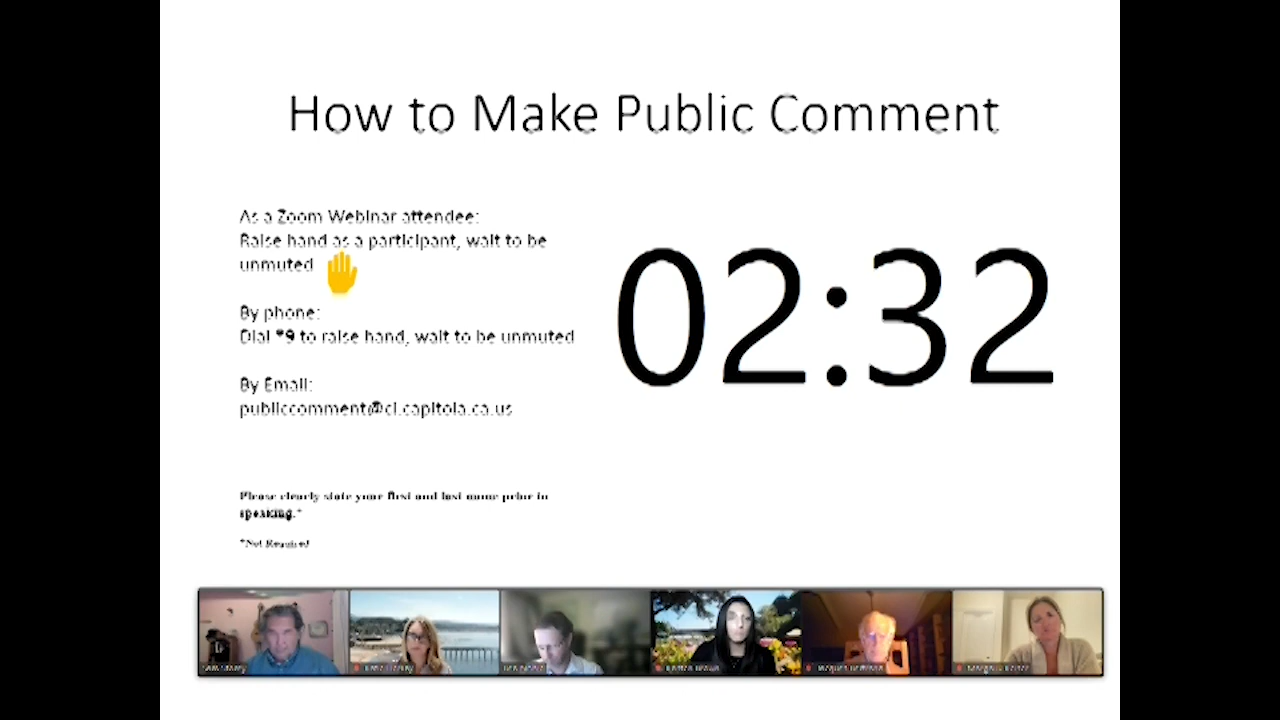 How to Make Public Comment
As a Zoom Webinar attendee:
Raise hand as a participant, wait to be
unmuted
By phone:
Dial *9 to raise hand, wait to be unmuted
By Email:
publiccomment@ci.capitola.ca.us
02:32
Please clearly state your first and last name prior to
speaking.*
*Not Required